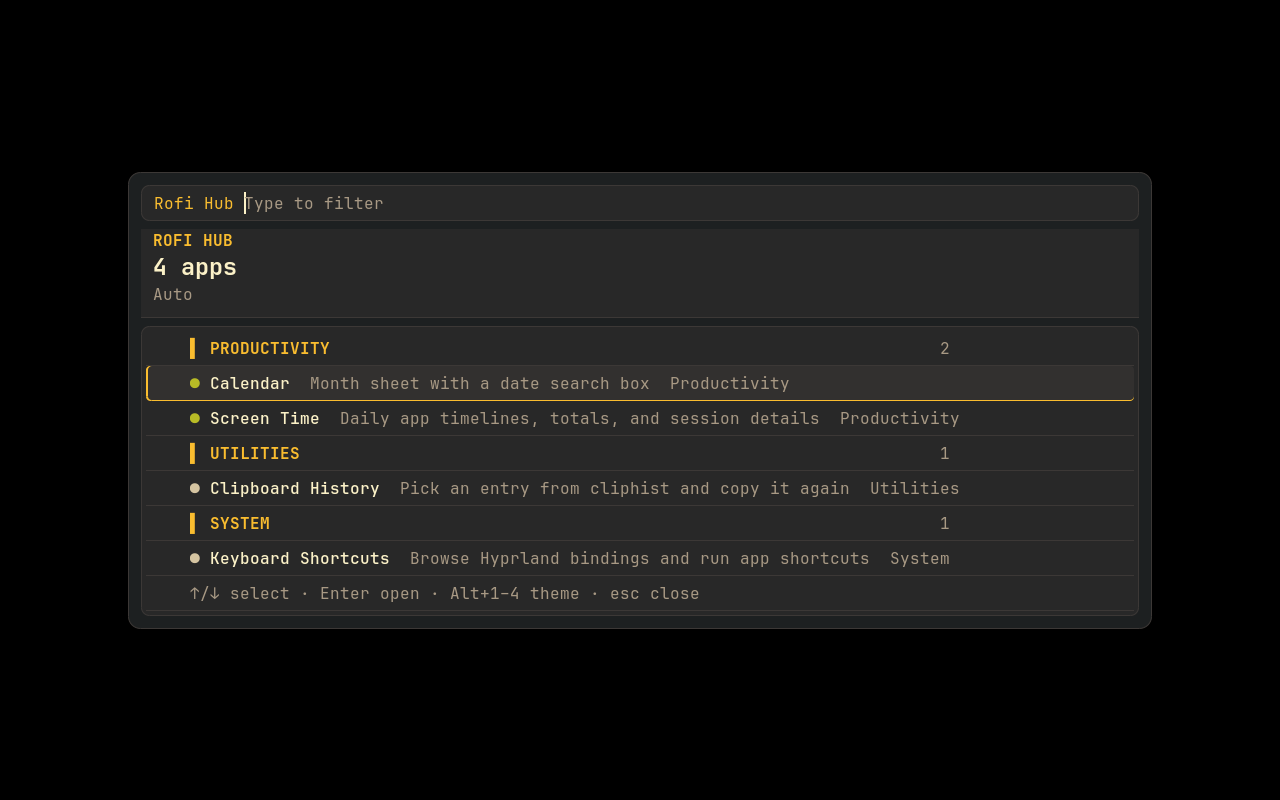 Rofi Hub Type to filter
ROFI HUB
4 apps
Auto
PRODUCTIVITY 2
Calendar Month sheet with a date search box Productivity
Screen Time Daily app timelines, totals, and session details Productivity
UTILITIES 1
Clipboard History Pick an entry from cliphist and copy it again Utilities
SYSTEM 1
Keyboard Shortcuts Browse Hyprland bindings and run app shortcuts System
↑/↓ select · Enter open · Alt+1–4 theme · esc close